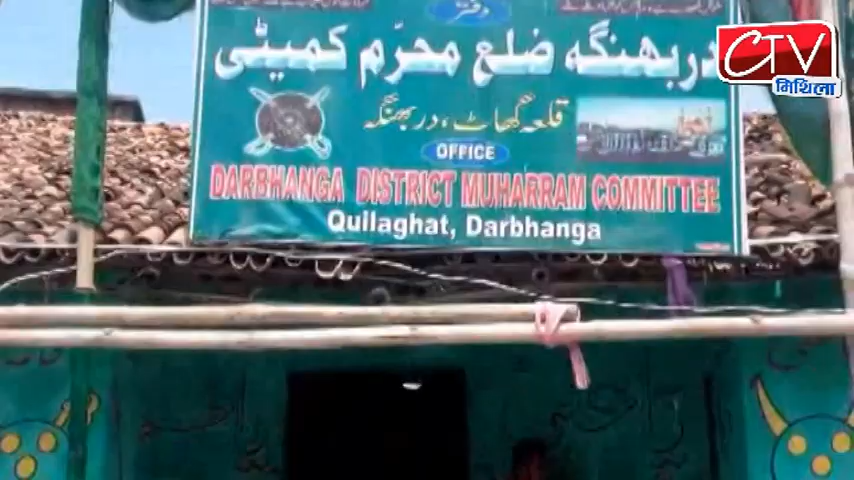 دفتر
دربھنگہ ضلع محرّم کمیٹی
قلعہ گھاٹ، دربھنگہ
OFFICE
DARBHANGA DISTRICT MUHARRAM COMMITTEE
Quilaghat, Darbhanga
CTV
मिथिला